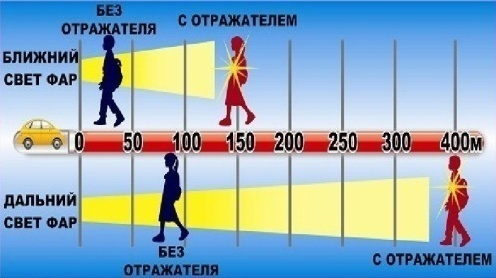 БЕЗ
ОТРАЖАТЕЛЯ
С ОТРАЖАТЕЛЕМ
БЛИЖНИЙ
СВЕТ ФАР
0 50 100 150 200 250 300 400м
ДАЛЬНИЙ
СВЕТ ФАР
БЕЗ
ОТРАЖАТЕЛЯ
С ОТРАЖАТЕЛЕМ